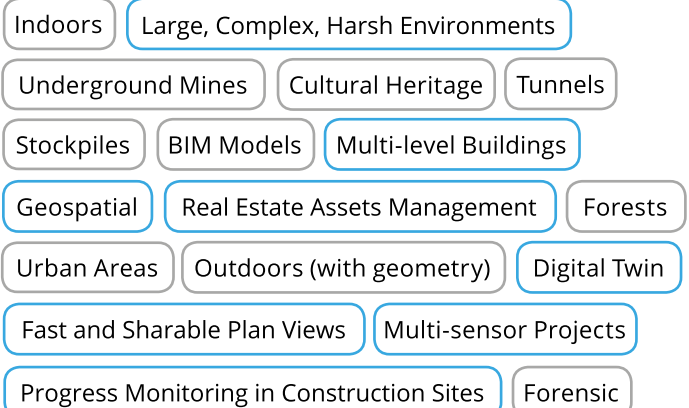 Indoors Large, Complex, Harsh Environments
Underground Mines Cultural Heritage Tunnels
Stockpiles BIM Models Multi-level Buildings
Geospatial Real Estate Assets Management Forests
Urban Areas Outdoors (with geometry) Digital Twin
Fast and Sharable Plan Views Multi-sensor Projects
Progress Monitoring in Construction Sites Forensic